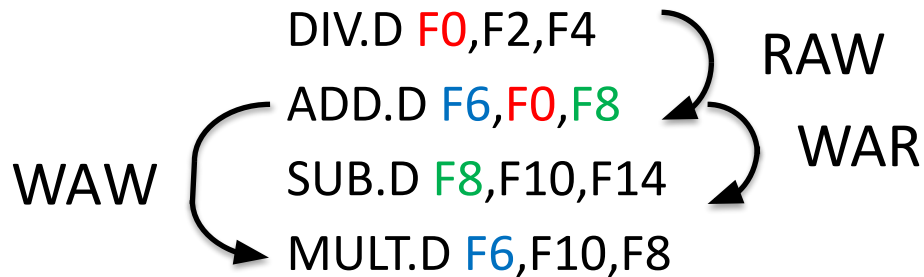 DIV.D F0,F2,F4
RAW
ADD.D F6,F0,F8
WAR
WAW
SUB.D F8,F10,F14
MULT.D F6,F10,F8